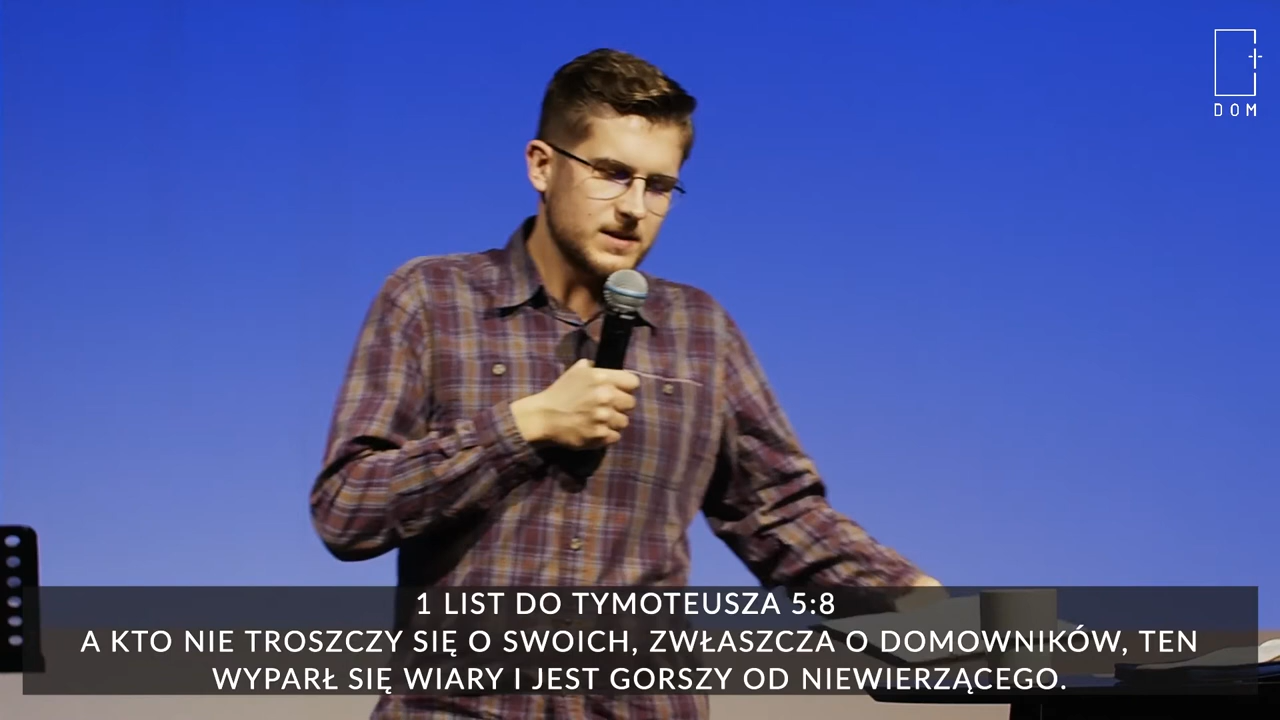 DOM
1 LIST DO TYMOTEUSZA 5:8
A KTO NIE TROSZCZY SIĘ O SWOICH, ZWŁASZCZA O DOMOWNIKÓW, TEN
WYPARŁ SIĘ WIARY I JEST GORSZY OD NIEWIERZĄCEGO.